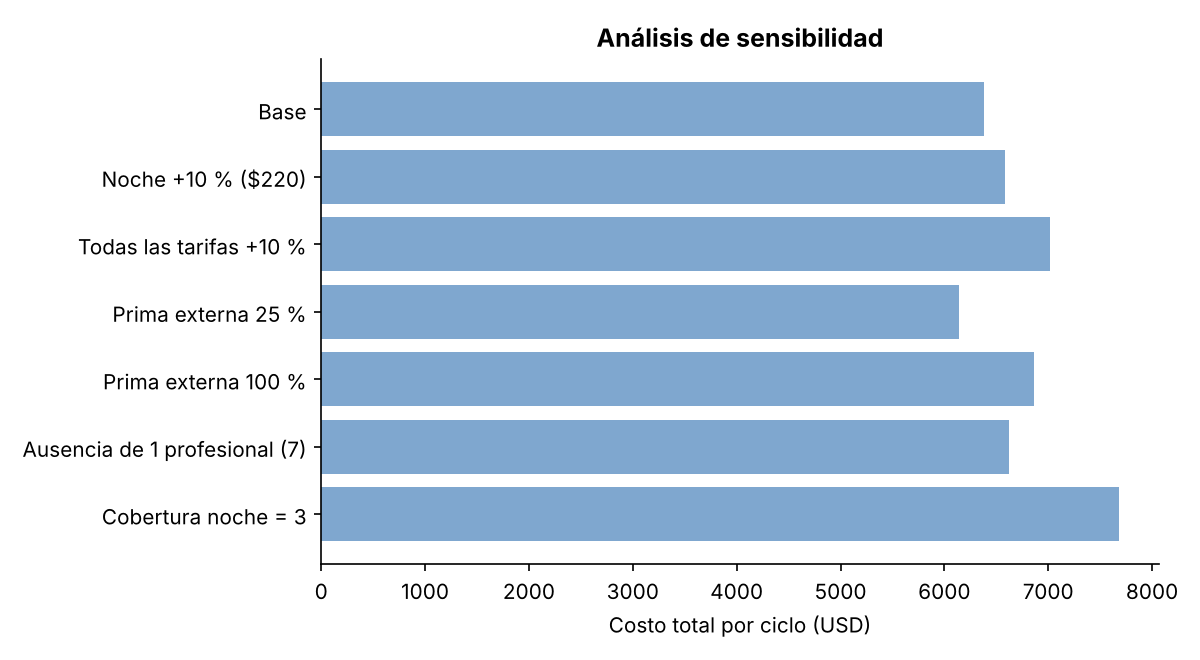 Análisis de sensibilidad
Base
Noche +10 % ($220)
Todas las tarifas +10 %
Prima externa 25 %
Prima externa 100 %
Ausencia de 1 profesional (7)
Cobertura noche = 3
0 1000 2000 3000 4000 5000 6000 7000 8000
Costo total por ciclo (USD)